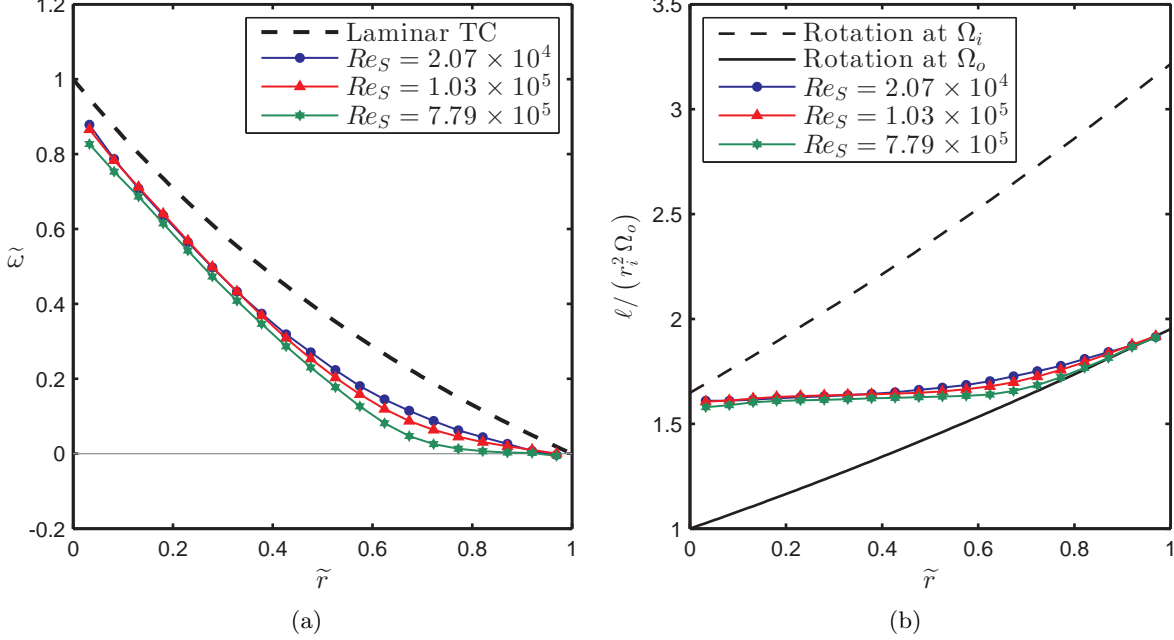 1.2
1
0.8
0.6
0.4
0.2
0
-0.2
ω̃
0 0.2 0.4 0.6 0.8 1
r̃
Laminar TC
Re_S = 2.07 × 10^4
Re_S = 1.03 × 10^5
Re_S = 7.79 × 10^5
(a)
3.5
3
2.5
2
1.5
1
ℓ/(r_i^2 Ω_o)
0 0.2 0.4 0.6 0.8 1
r̃
Rotation at Ω_i
Rotation at Ω_o
Re_S = 2.07 × 10^4
Re_S = 1.03 × 10^5
Re_S = 7.79 × 10^5
(b)